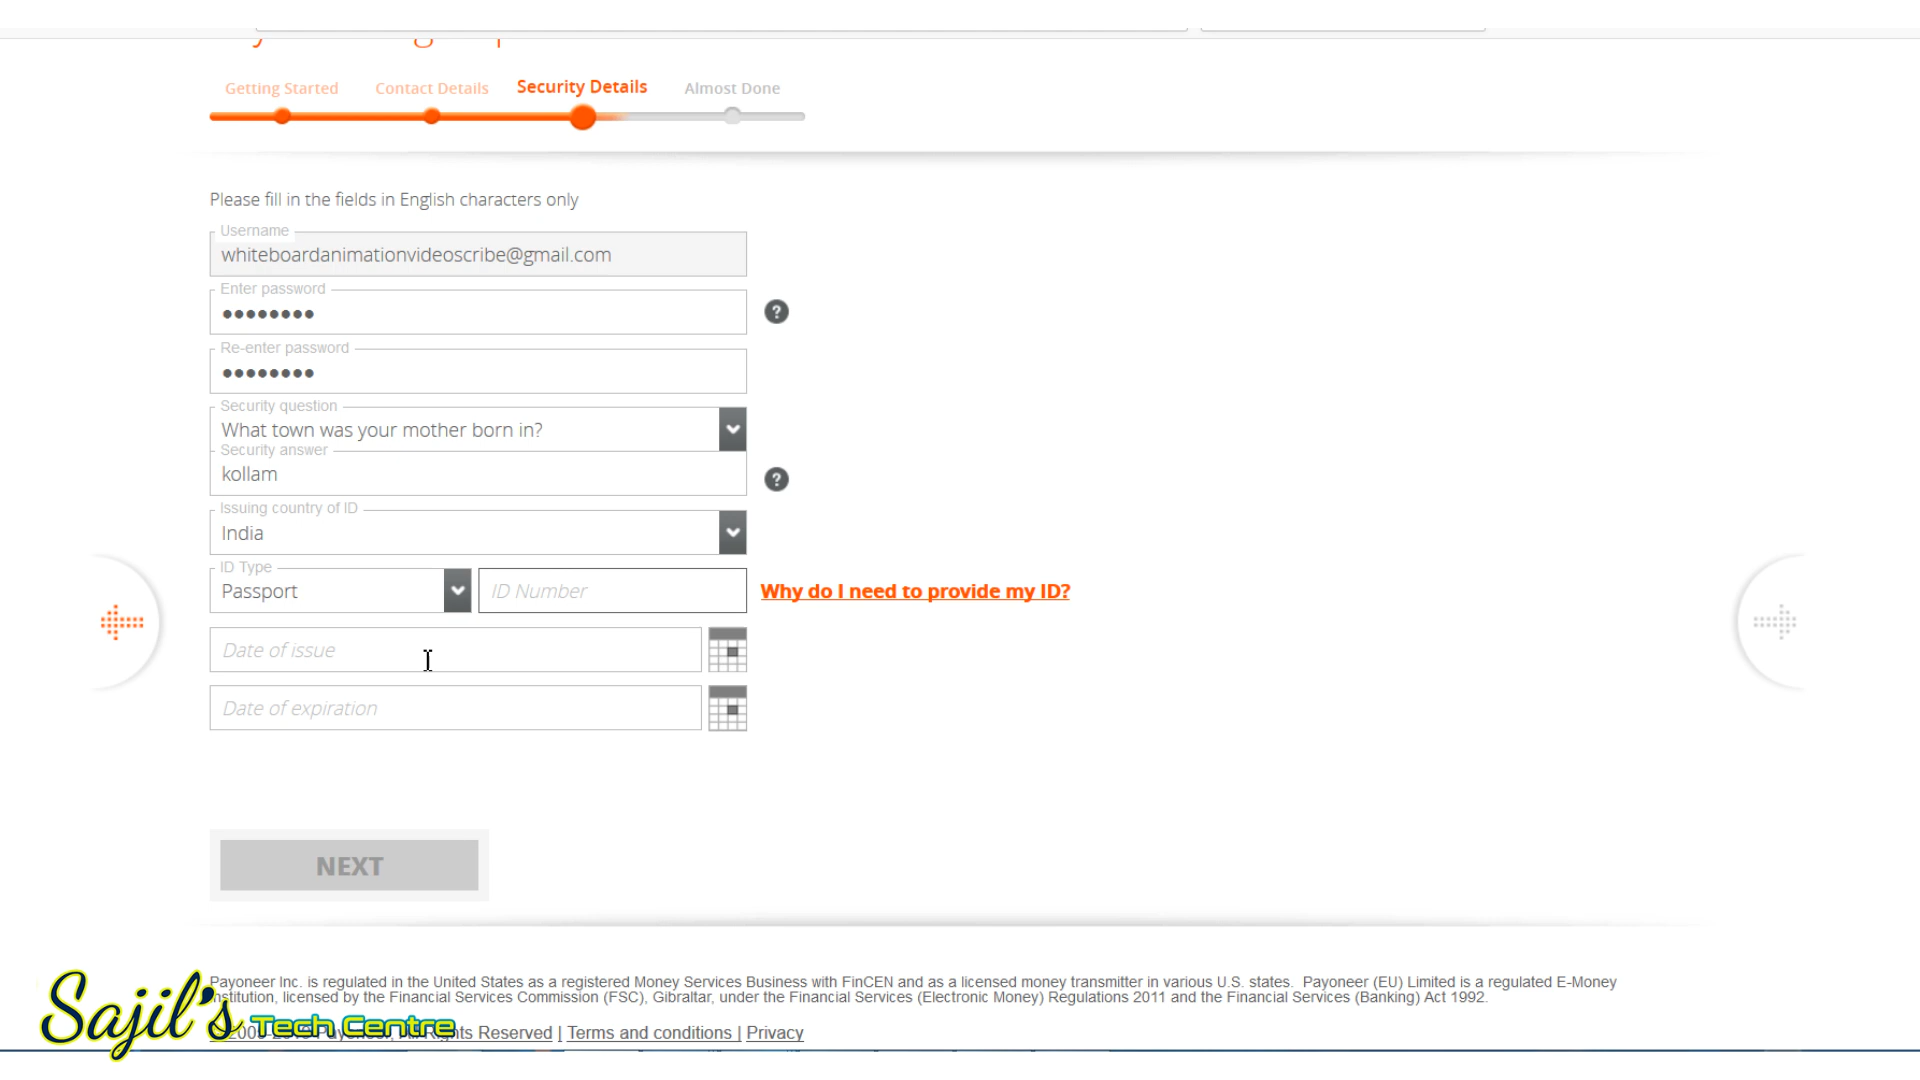 Getting Started Contact Details Security Details Almost Done
Please fill in the fields in English characters only
Username
whiteboardanimationvideoscribe@gmail.com
Enter password
●●●●●●●● ?
Re-enter password
●●●●●●●●
Security question
What town was your mother born in?
Security answer
kollam ?
Issuing country of ID
India
ID Type
Passport ID Number Why do I need to provide my ID?
Date of issue
Date of expiration
NEXT
Payoneer Inc. is regulated in the United States as a registered Money Services Business with FinCEN and as a licensed money transmitter in various U.S. states. Payoneer (EU) Limited is a regulated E-Money
Institution, licensed by the Financial Services Commission (FSC), Gibraltar, under the Financial Services (Electronic Money) Regulations 2011 and the Financial Services (Banking) Act 1992.
Payoneer, All Rights Reserved | Terms and conditions | Privacy
Sajil's Tech Centre